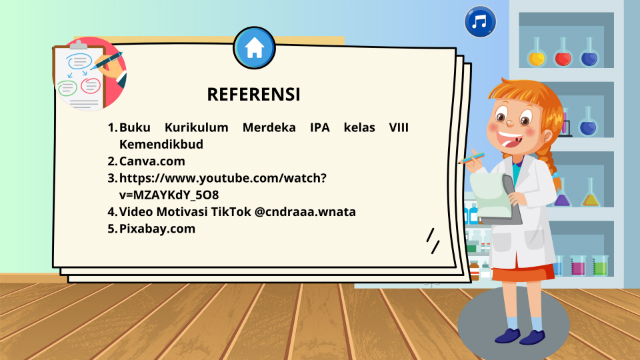 REFERENSI
1. Buku Kurikulum Merdeka IPA kelas VIII
Kemendikbud
2. Canva.com
3. https://www.youtube.com/watch?
v=MZAYKdY_5O8
4. Video Motivasi TikTok @cndraaa.wnata
5. Pixabay.com